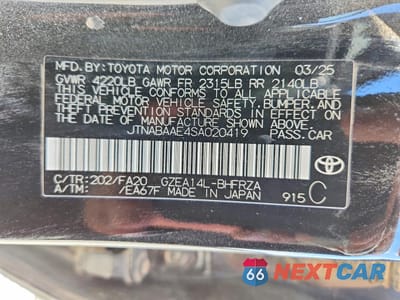 MFD. BY: TOYOTA MOTOR CORPORATION 03/25
GVWR 4220LB GAWR FR 2315LB RR 2140LB
THIS VEHICLE CONFORMS TO ALL APPLICABLE
FEDERAL MOTOR VEHICLE SAFETY, BUMPER, AND
THEFT PREVENTION STANDARDS IN EFFECT ON THE
DATE OF MANUFACTURE SHOWN ABOVE.
JTNABAAE4SA020419
PASS. CAR
C/TR: 202/FA20 GZEA14L-BHFRZA
A/TM: /EA67F MADE IN JAPAN 915 C
TOYOTA
66 NEXTCAR